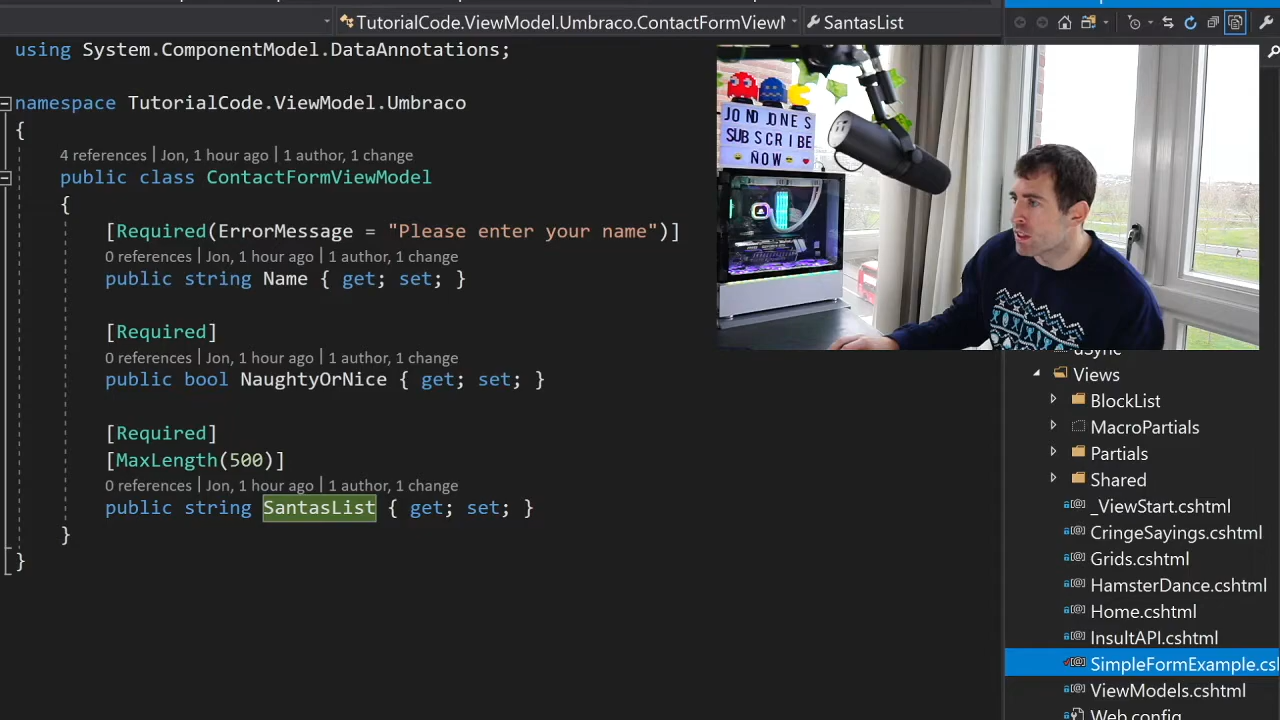 TutorialCode.ViewModel.Umbraco.ContactFormViewM
SantasList
using System.ComponentModel.DataAnnotations;
namespace TutorialCode.ViewModel.Umbraco
{
4 references | Jon, 1 hour ago | 1 author, 1 change
public class ContactFormViewModel
{
[Required(ErrorMessage = "Please enter your name")]
0 references | Jon, 1 hour ago | 1 author, 1 change
public string Name { get; set; }
[Required]
0 references | Jon, 1 hour ago | 1 author, 1 change
public bool NaughtyOrNice { get; set; }
[Required]
[MaxLength(500)]
0 references | Jon, 1 hour ago | 1 author, 1 change
public string SantasList { get; set; }
}
}
JOND JONES
SUBSCRIBE
NOW
Views
BlockList
MacroPartials
Partials
Shared
_ViewStart.cshtml
CringeSayings.cshtml
Grids.cshtml
HamsterDance.cshtml
Home.cshtml
InsultAPI.cshtml
SimpleFormExample.csh
ViewModels.cshtml
Web.config